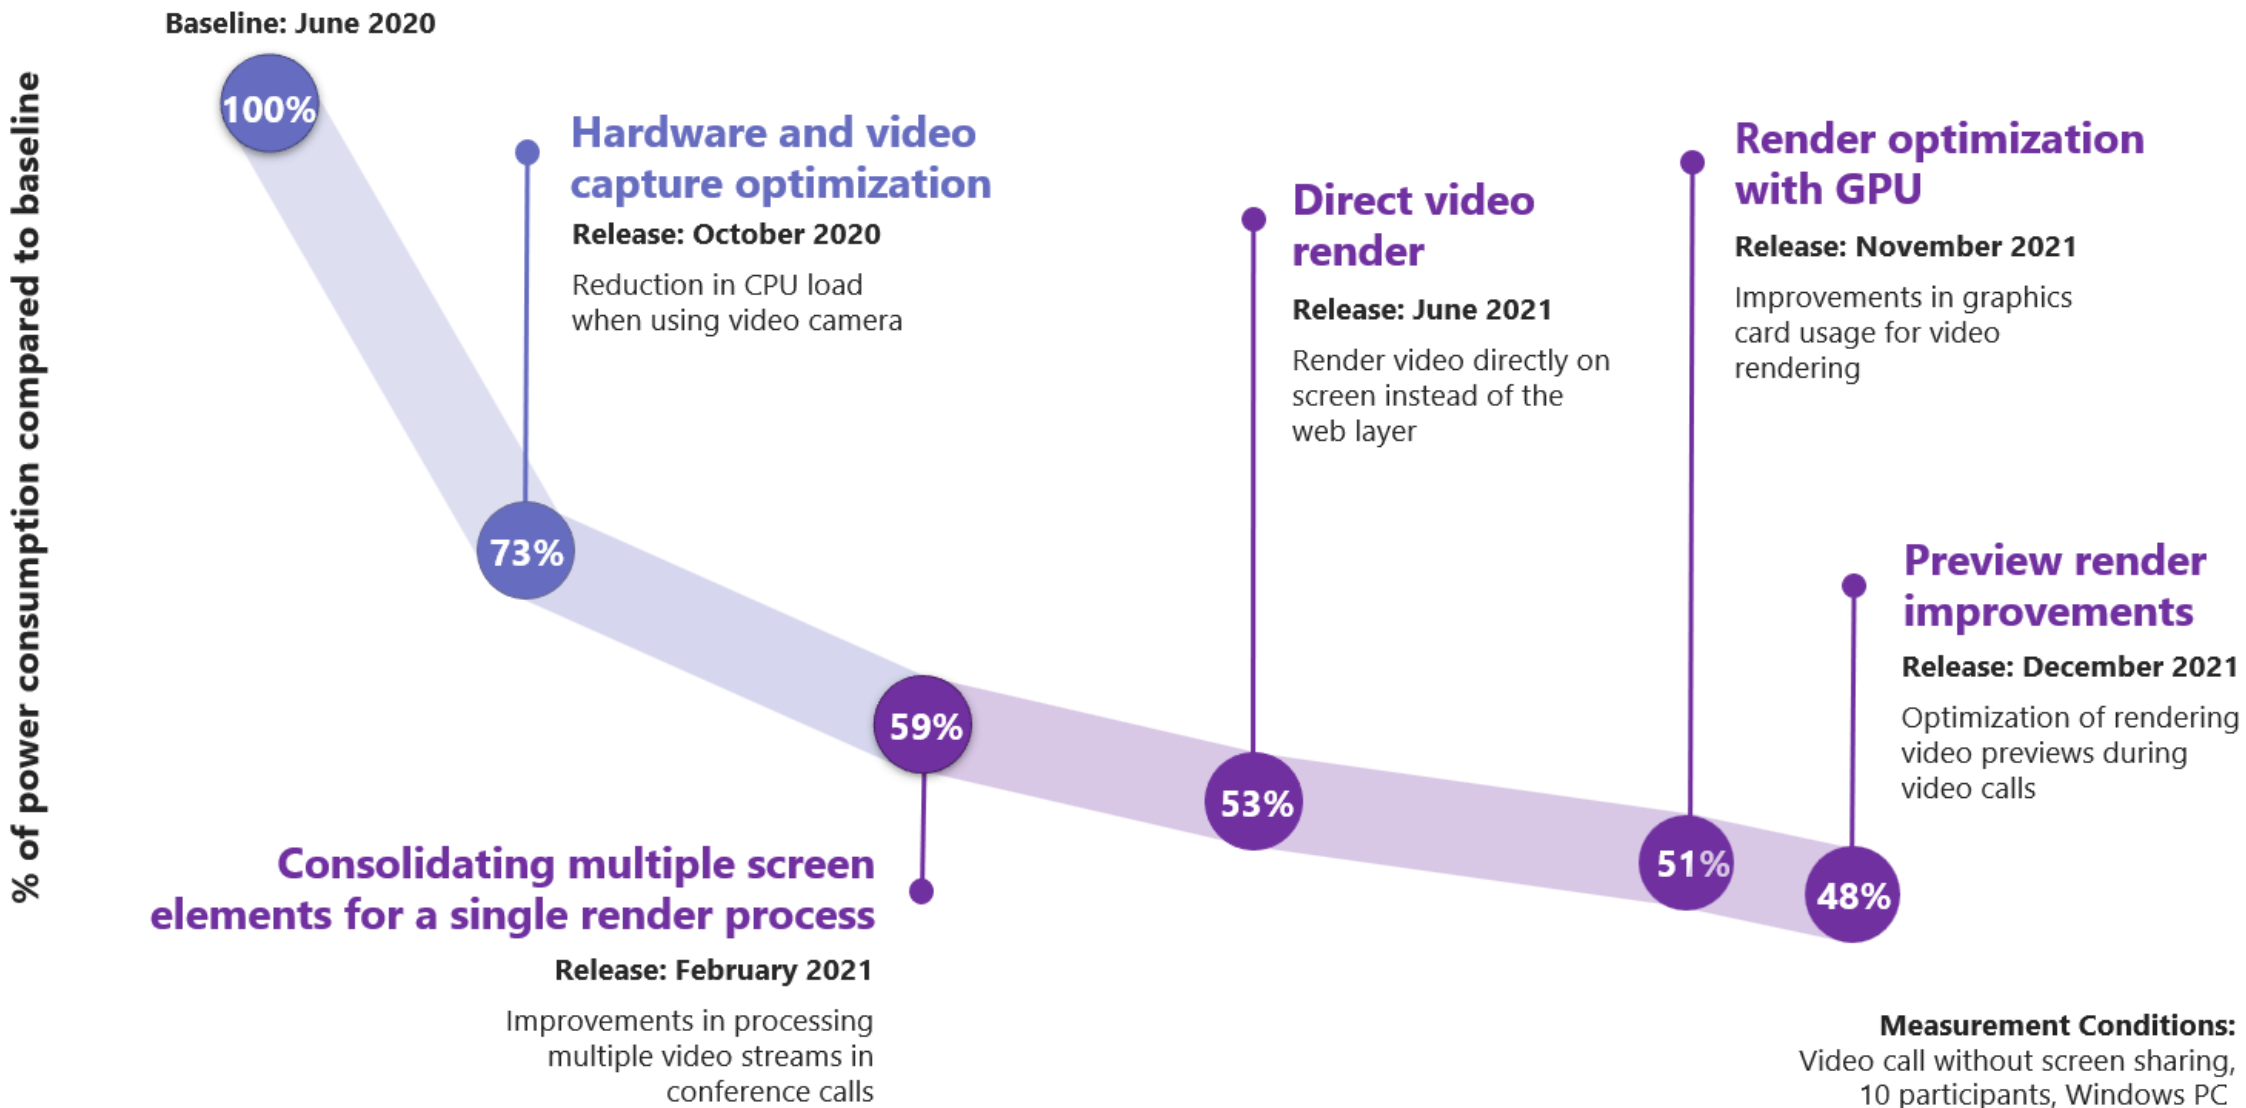 Baseline: June 2020
% of power consumption compared to baseline
100%
Hardware and video
capture optimization
Release: October 2020
Reduction in CPU load
when using video camera
73%
Consolidating multiple screen
elements for a single render process
Release: February 2021
Improvements in processing
multiple video streams in
conference calls
59%
Direct video
render
Release: June 2021
Render video directly on
screen instead of the
web layer
53%
Render optimization
with GPU
Release: November 2021
Improvements in graphics
card usage for video
rendering
51%
Preview render
improvements
Release: December 2021
Optimization of rendering
video previews during
video calls
48%
Measurement Conditions:
Video call without screen sharing,
10 participants, Windows PC